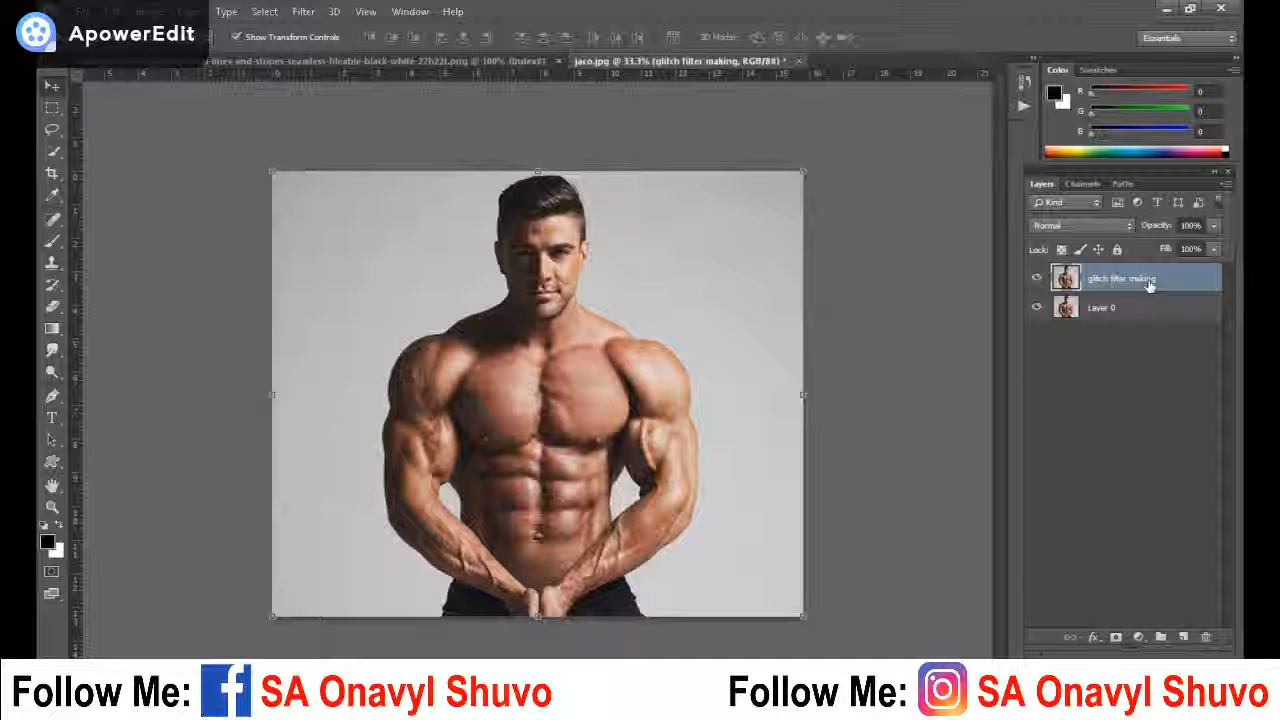 ApowerEdit
Type Select Filter 3D View Window Help
Show Transform Controls
3D Mode:
Essentials
jaco.jpg @ 33.3% (glitch filter making, RGB/8#) *
Color Swatches
R 0
G 0
B 0
Layers Channels Paths
Kind
Normal Opacity: 100%
Lock: Fill: 100%
glitch filter making
Layer 0
Follow Me: SA Onavyl Shuvo
Follow Me: SA Onavyl Shuvo